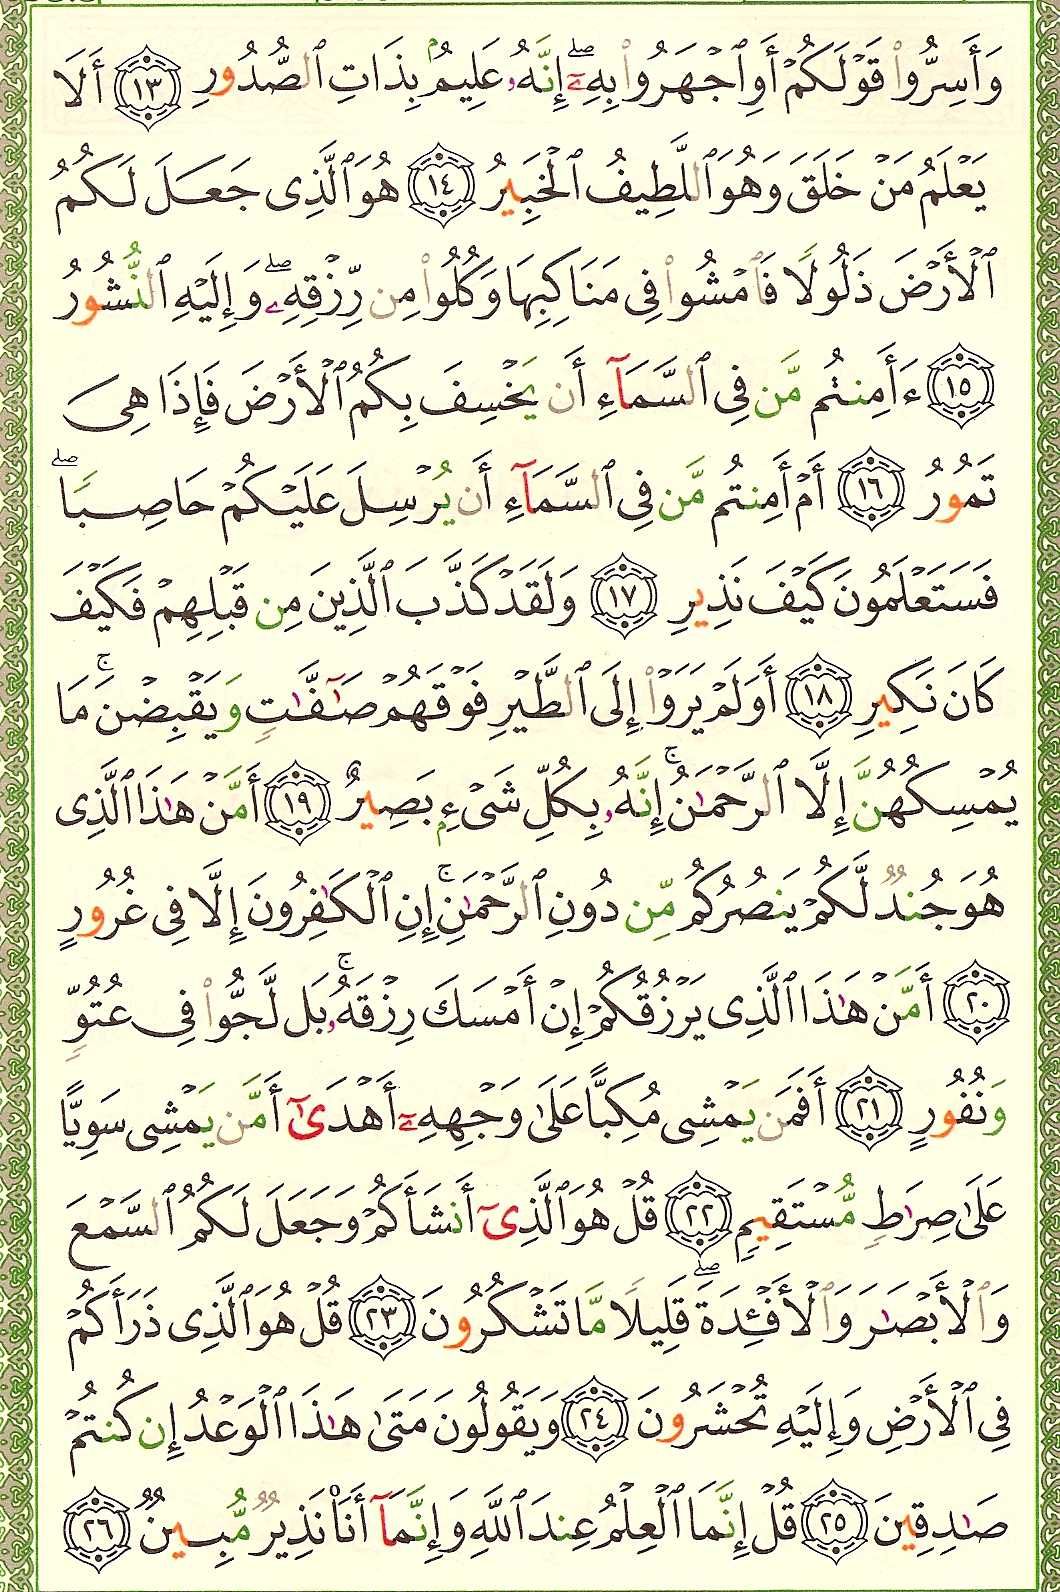 وَأَسِرُّوا۟ قَوْلَكُمْ أَوِ ٱجْهَرُوا۟ بِهِۦٓ ۖ إِنَّهُۥ عَلِيمٌۢ بِذَاتِ ٱلصُّدُورِ ١٣ أَلَا
يَعْلَمُ مَنْ خَلَقَ وَهُوَ ٱللَّطِيفُ ٱلْخَبِيرُ ١٤ هُوَ ٱلَّذِى جَعَلَ لَكُمُ
ٱلْأَرْضَ ذَلُولًا فَٱمْشُوا۟ فِى مَنَاكِبِهَا وَكُلُوا۟ مِن رِّزْقِهِۦ ۖ وَإِلَيْهِ ٱلنُّشُورُ
١٥ ءَأَمِنتُم مَّن فِى ٱلسَّمَآءِ أَن يَخْسِفَ بِكُمُ ٱلْأَرْضَ فَإِذَا هِىَ
تَمُورُ ١٦ أَمْ أَمِنتُم مَّن فِى ٱلسَّمَآءِ أَن يُرْسِلَ عَلَيْكُمْ حَاصِبًا ۖ
فَسَتَعْلَمُونَ كَيْفَ نَذِيرِ ١٧ وَلَقَدْ كَذَّبَ ٱلَّذِينَ مِن قَبْلِهِمْ فَكَيْفَ
كَانَ نَكِيرِ ١٨ أَوَلَمْ يَرَوْا۟ إِلَى ٱلطَّيْرِ فَوْقَهُمْ صَـٰٓفَّـٰتٍ وَيَقْبِضْنَ ۚ مَا
يُمْسِكُهُنَّ إِلَّا ٱلرَّحْمَـٰنُ ۚ إِنَّهُۥ بِكُلِّ شَىْءٍۭ بَصِيرٌ ١٩ أَمَّنْ هَـٰذَا ٱلَّذِى
هُوَ جُندٌ لَّكُمْ يَنصُرُكُم مِّن دُونِ ٱلرَّحْمَـٰنِ ۚ إِنِ ٱلْكَـٰفِرُونَ إِلَّا فِى غُرُورٍ
٢٠ أَمَّنْ هَـٰذَا ٱلَّذِى يَرْزُقُكُمْ إِنْ أَمْسَكَ رِزْقَهُۥ ۚ بَل لَّجُّوا۟ فِى عُتُوٍّ
وَنُفُورٍ ٢١ أَفَمَن يَمْشِى مُكِبًّا عَلَىٰ وَجْهِهِۦٓ أَهْدَىٰٓ أَمَّن يَمْشِى سَوِيًّا
عَلَىٰ صِرَٰطٍ مُّسْتَقِيمٍ ٢٢ قُلْ هُوَ ٱلَّذِىٓ أَنشَأَكُمْ وَجَعَلَ لَكُمُ ٱلسَّمْعَ
وَٱلْأَبْصَـٰرَ وَٱلْأَفْـِٔدَةَ ۖ قَلِيلًا مَّا تَشْكُرُونَ ٢٣ قُلْ هُوَ ٱلَّذِى ذَرَأَكُمْ
فِى ٱلْأَرْضِ وَإِلَيْهِ تُحْشَرُونَ ٢٤ وَيَقُولُونَ مَتَىٰ هَـٰذَا ٱلْوَعْدُ إِن كُنتُمْ
صَـٰدِقِينَ ٢٥ قُلْ إِنَّمَا ٱلْعِلْمُ عِندَ ٱللَّهِ وَإِنَّمَآ أَنَا۠ نَذِيرٌ مُّبِينٌ ٢٦